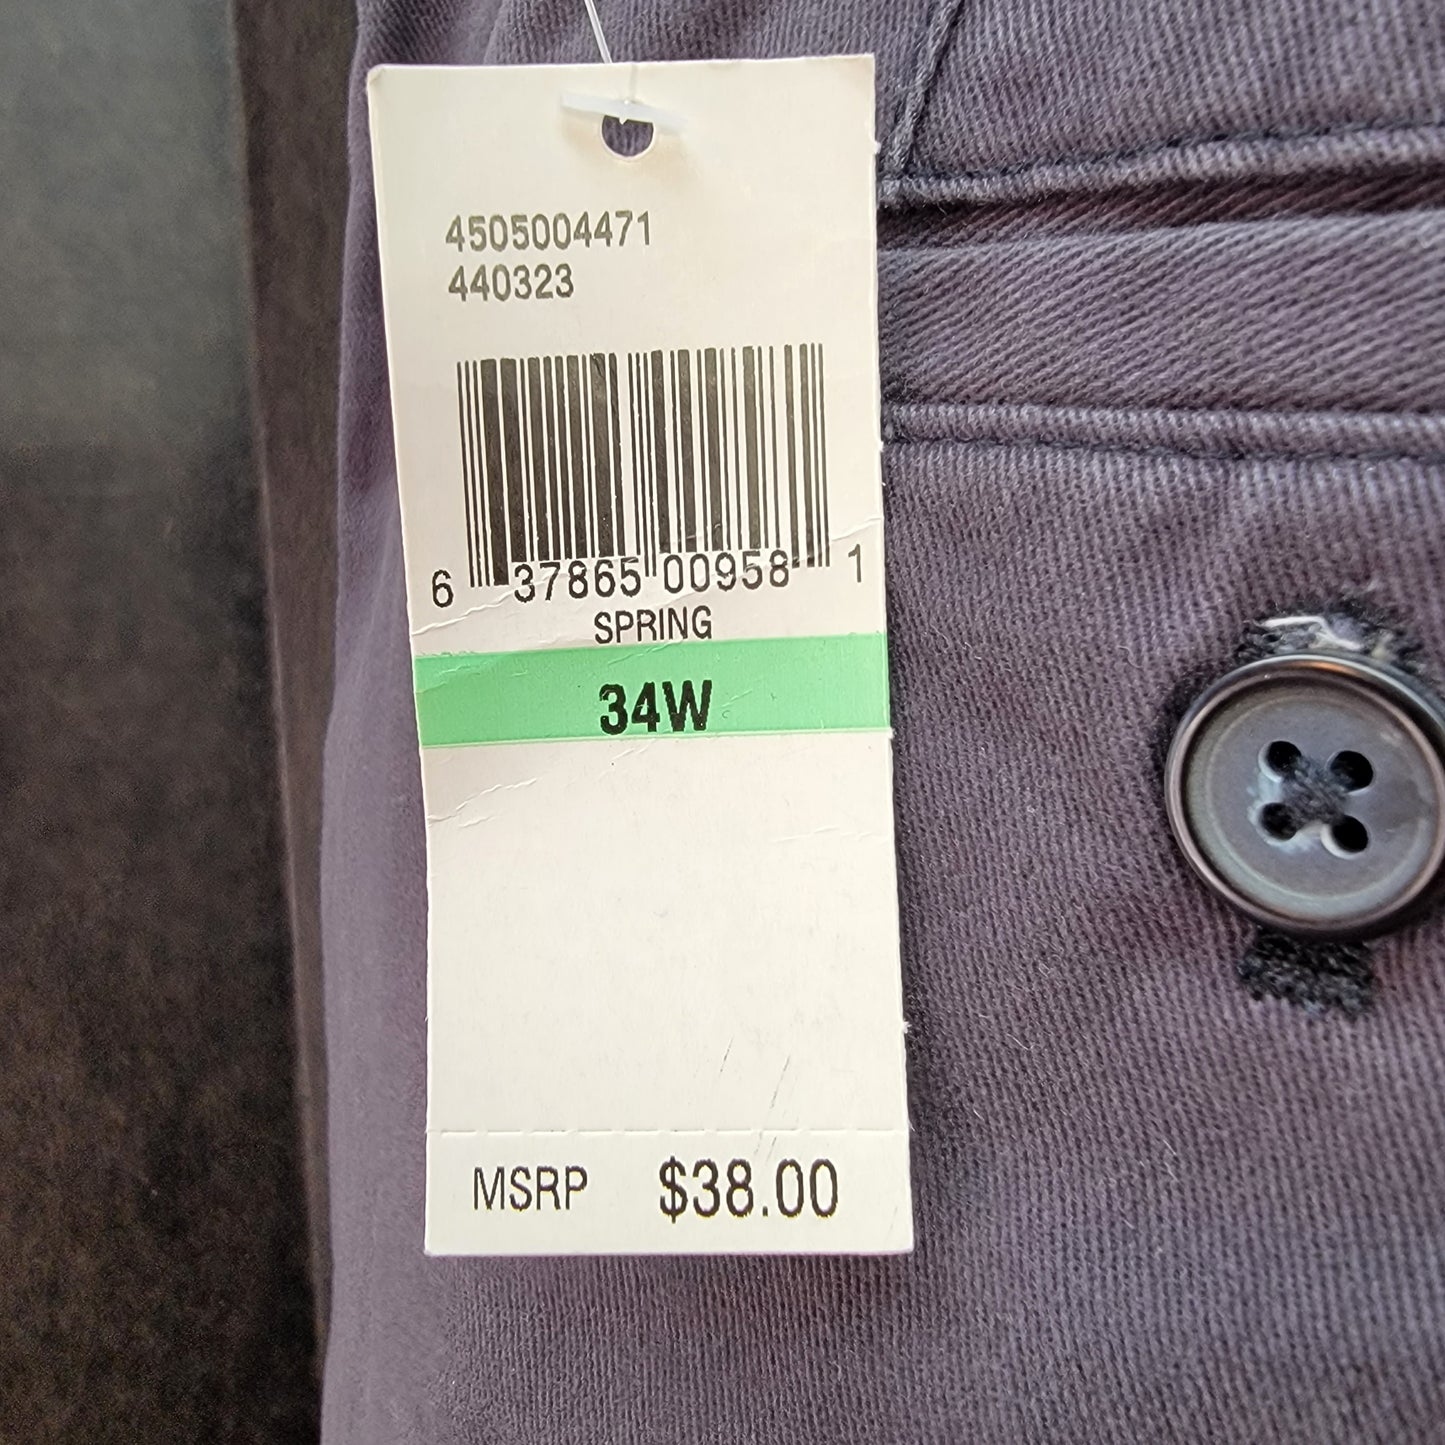 4505004471
440323
6 37865 00958 1
SPRING
34W
MSRP $38.00